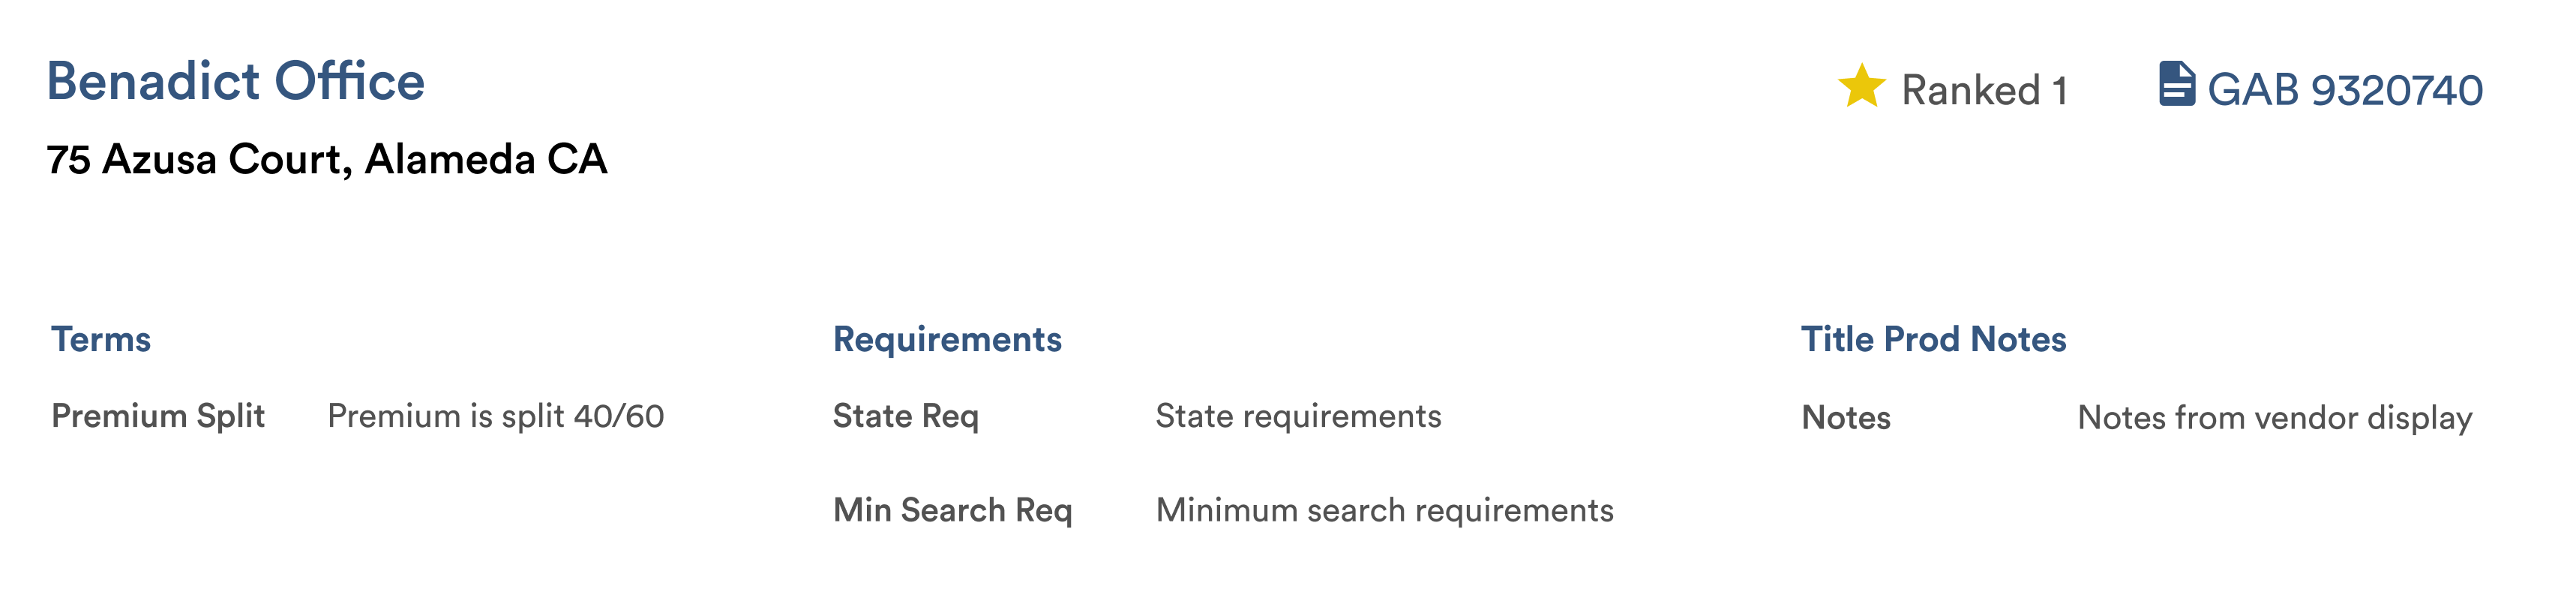 Benadict Office
Ranked 1
GAB 9320740
75 Azusa Court, Alameda CA
Terms
Premium Split Premium is split 40/60
Requirements
State Req State requirements
Min Search Req Minimum search requirements
Title Prod Notes
Notes Notes from vendor display